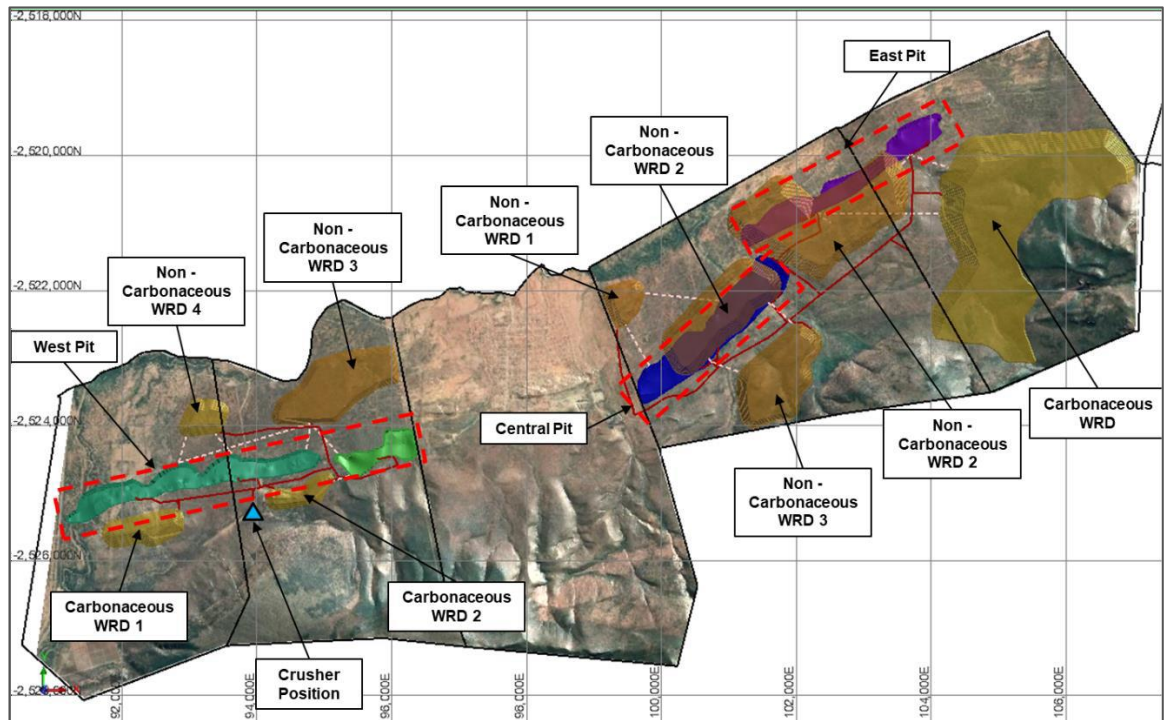 -2,518,000N
East Pit
Non -
Carbonaceous
WRD 2
-2,520,000N
Non -
Carbonaceous
WRD 1
Non -
Carbonaceous
WRD 3
Non -
Carbonaceous
WRD 4
-2,522,000N
West Pit
-2,524,000N
Central Pit
Carbonaceous
WRD
Non -
Carbonaceous
WRD 2
Non -
Carbonaceous
WRD 3
-2,526,000N
Carbonaceous
WRD 1
Carbonaceous
WRD 2
Crusher
Position
92,000E
94,000E
96,000E
98,000E
100,000E
102,000E
104,000E
106,000E